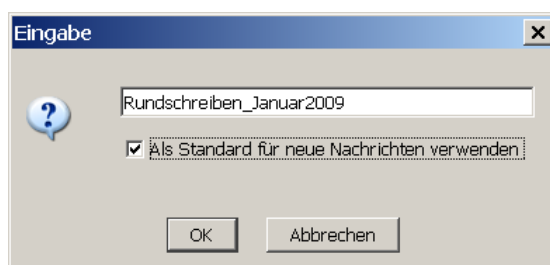 Eingabe
Rundschreiben_Januar2009
Als Standard für neue Nachrichten verwenden
OK Abbrechen